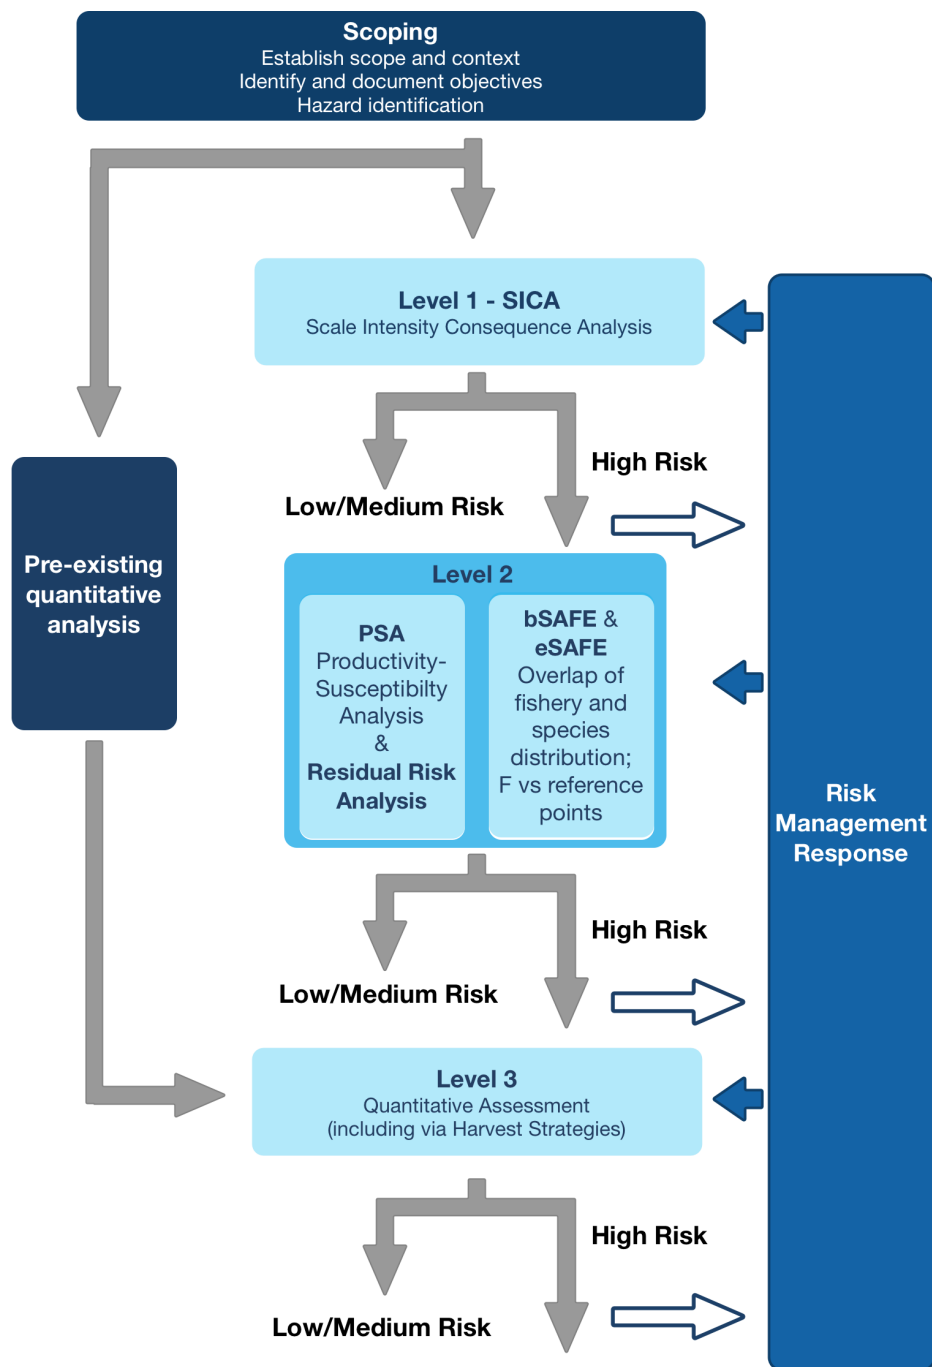 Scoping
Establish scope and context
Identify and document objectives
Hazard identification
Level 1 - SICA
Scale Intensity Consequence Analysis
High Risk
Low/Medium Risk
Pre-existing
quantitative
analysis
Level 2
PSA
Productivity-
Susceptibilty
Analysis
&
Residual Risk
Analysis
bSAFE &
eSAFE
Overlap of
fishery and
species
distribution;
F vs reference
points
Risk
Management
Response
High Risk
Low/Medium Risk
Level 3
Quantitative Assessment
(including via Harvest Strategies)
High Risk
Low/Medium Risk